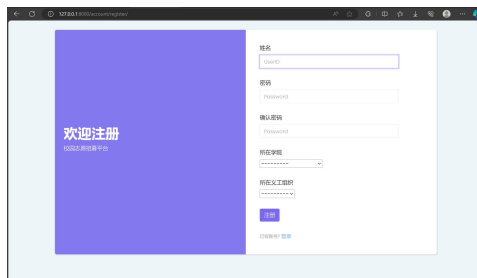 127.0.0.1:8000/account/register/
欢迎注册
校园志愿招募平台
姓名
UserID
密码
Password
确认密码
Password
所在学院
---------
所在义工组织
---------
注册
已有账号? 登录